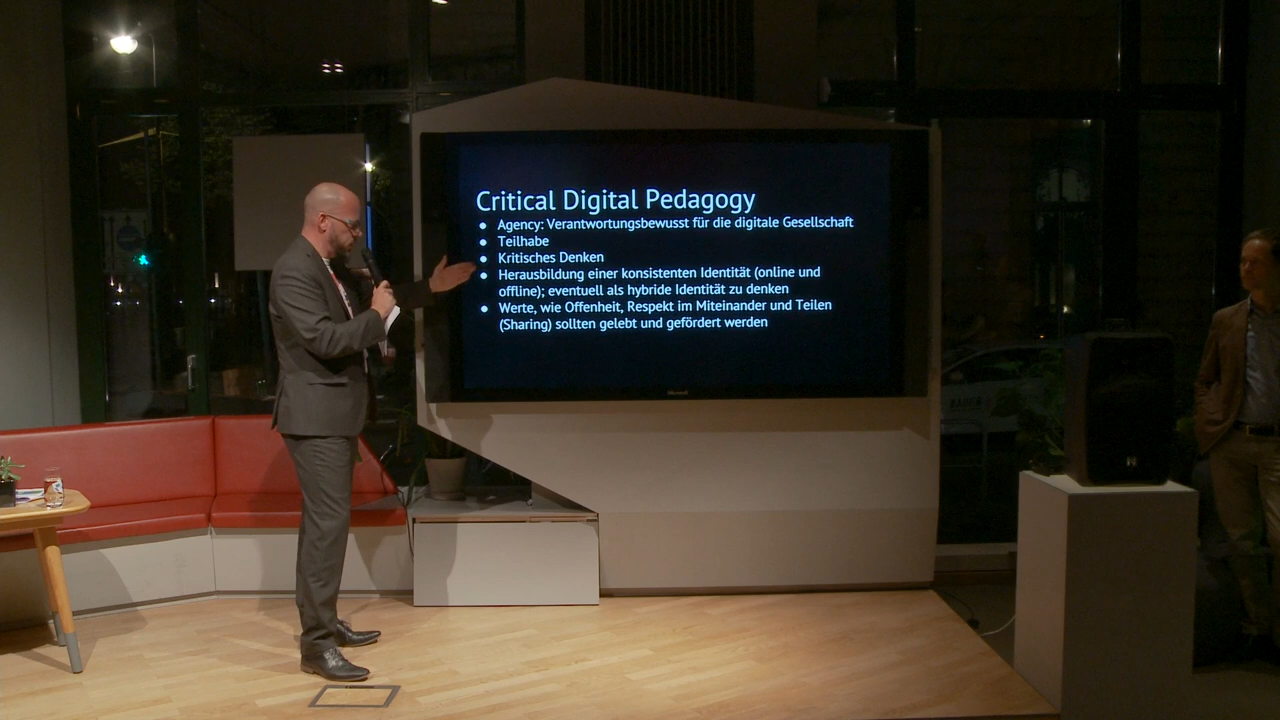 Critical Digital Pedagogy
● Agency: Verantwortungsbewusst für die digitale Gesellschaft
● Teilhabe
● Kritisches Denken
● Herausbildung einer konsistenten Identität (online und
offline); eventuell als hybride Identität zu denken
● Werte, wie Offenheit, Respekt im Miteinander und Teilen
(Sharing) sollten gelebt und gefördert werden
Microsoft